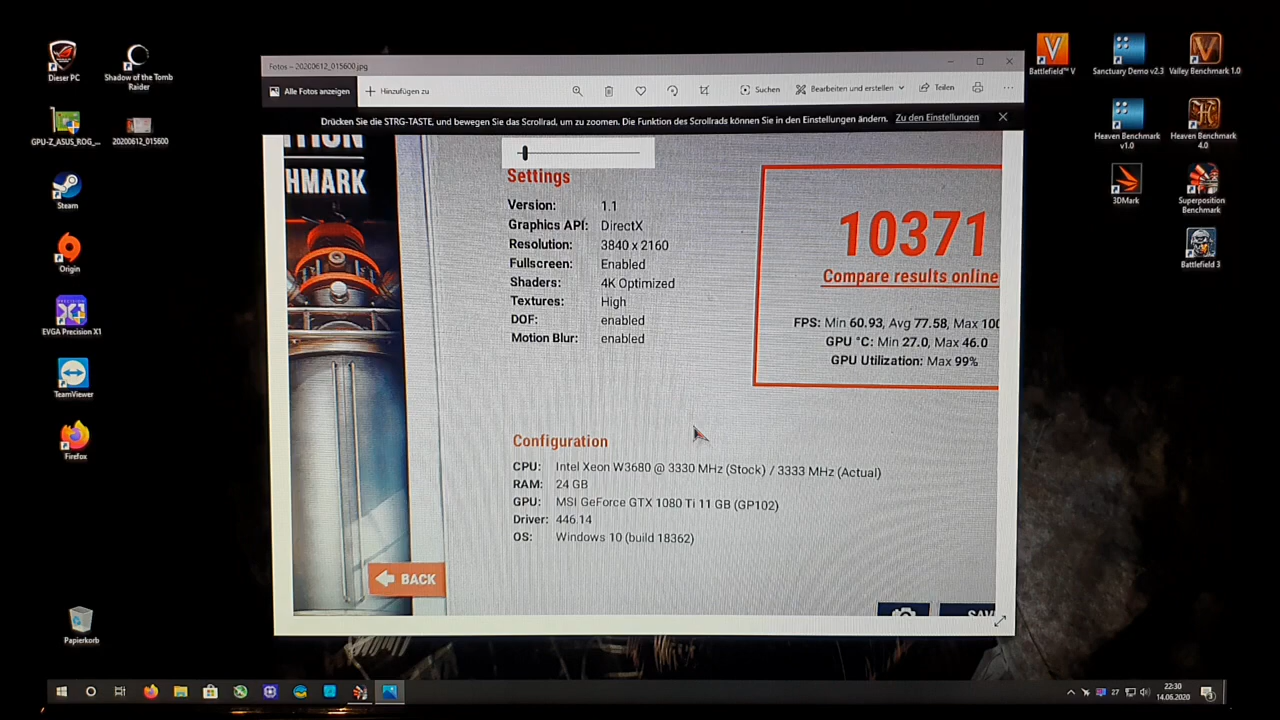 Dieser PC
Shadow of the Tomb
Raider
GPU-Z_ASUS_ROG_...
20200612_015600
Steam
Origin
EVGA Precision X1
TeamViewer
Firefox
Papierkorb
Fotos – 20200612_015600.jpg
Alle Fotos anzeigen
Hinzufügen zu
Suchen
Bearbeiten und erstellen
Teilen
Drücken Sie die STRG-TASTE, und bewegen Sie das Scrollrad, um zu zoomen. Die Funktion des Scrollrads können Sie in den Einstellungen ändern. Zu den Einstellungen
HMARK
Settings
Version: 1.1
Graphics API: DirectX
Resolution: 3840 x 2160
Fullscreen: Enabled
Shaders: 4K Optimized
Textures: High
DOF: enabled
Motion Blur: enabled
10371
Compare results online
FPS: Min 60.93, Avg 77.58, Max 100
GPU °C: Min 27.0, Max 46.0
GPU Utilization: Max 99%
Configuration
CPU: Intel Xeon W3680 @ 3330 MHz (Stock) / 3333 MHz (Actual)
RAM: 24 GB
GPU: MSI GeForce GTX 1080 Ti 11 GB (GP102)
Driver: 446.14
OS: Windows 10 (build 18362)
BACK
Battlefield™ V
Sanctuary Demo v2.3
Valley Benchmark 1.0
Heaven Benchmark
v1.0
Heaven Benchmark
4.0
3DMark
Superposition
Benchmark
Battlefield 3
27
22:30
14.06.2020